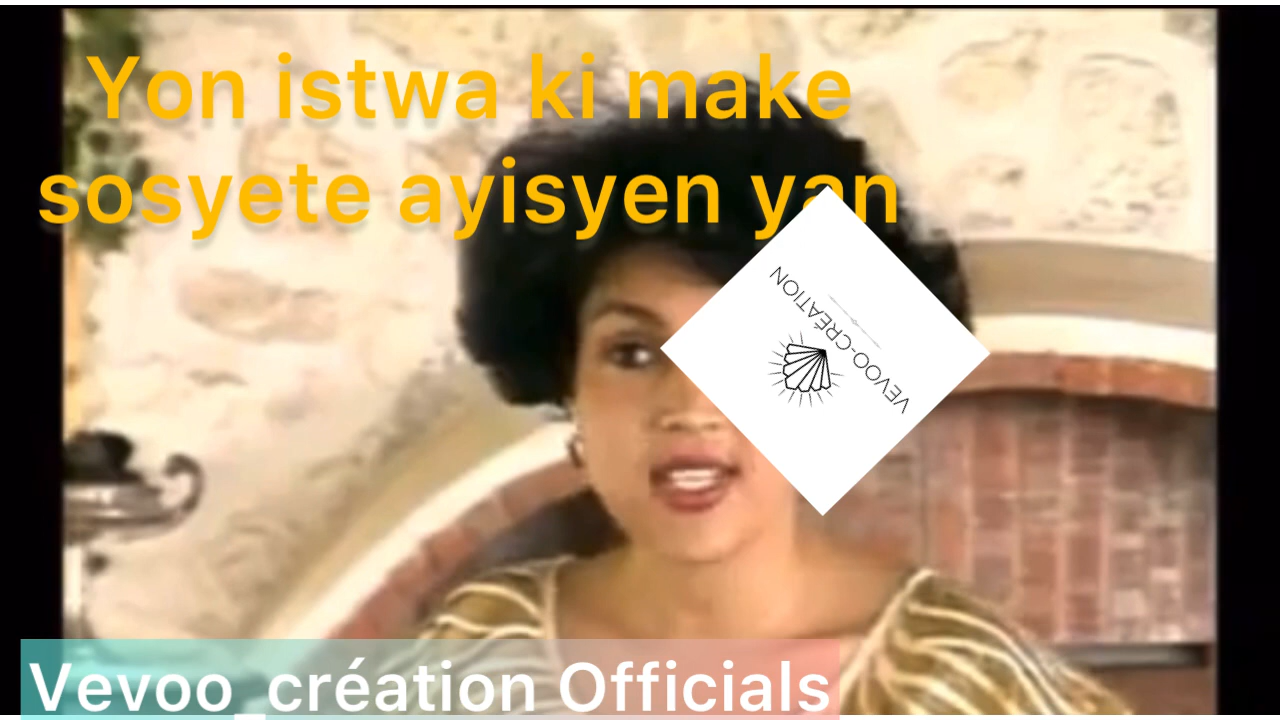 Yon istwa ki make
sosyete ayisyen yan
VEVOO-CRÉATION
Vevoo_création Officials